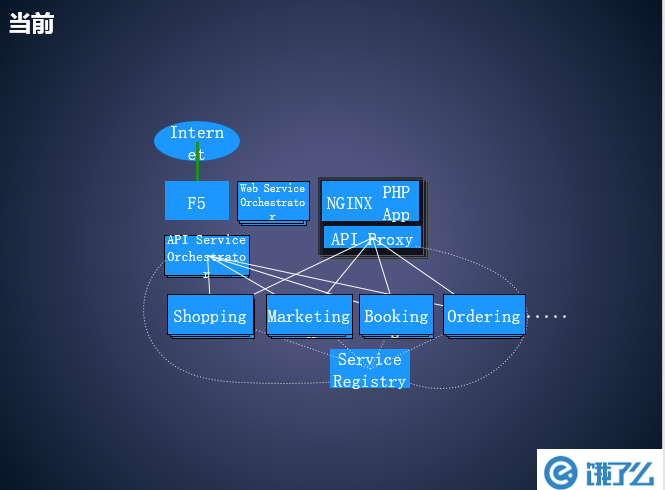 当前
Intern
et
F5
Web Service
Orchestrato
r
NGINX
PHP
App
API Proxy
API Service
Orchestrato
r
Shopping
Marketing
Booking
Ordering
......
Service
Registry
饿了么